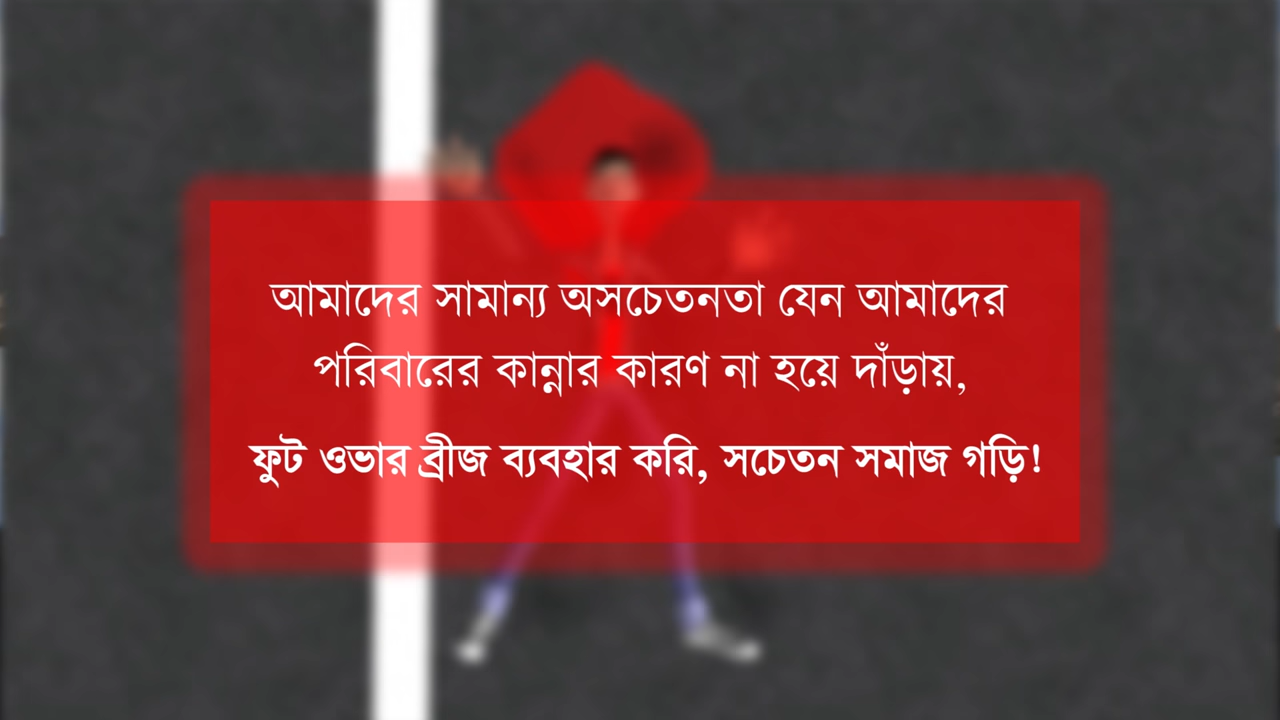 আমাদের সামান্য অসচেতনতা যেন আমাদের
পরিবারের কান্নার কারণ না হয়ে দাঁড়ায়,
ফুট ওভার ব্রীজ ব্যবহার করি, সচেতন সমাজ গড়ি!